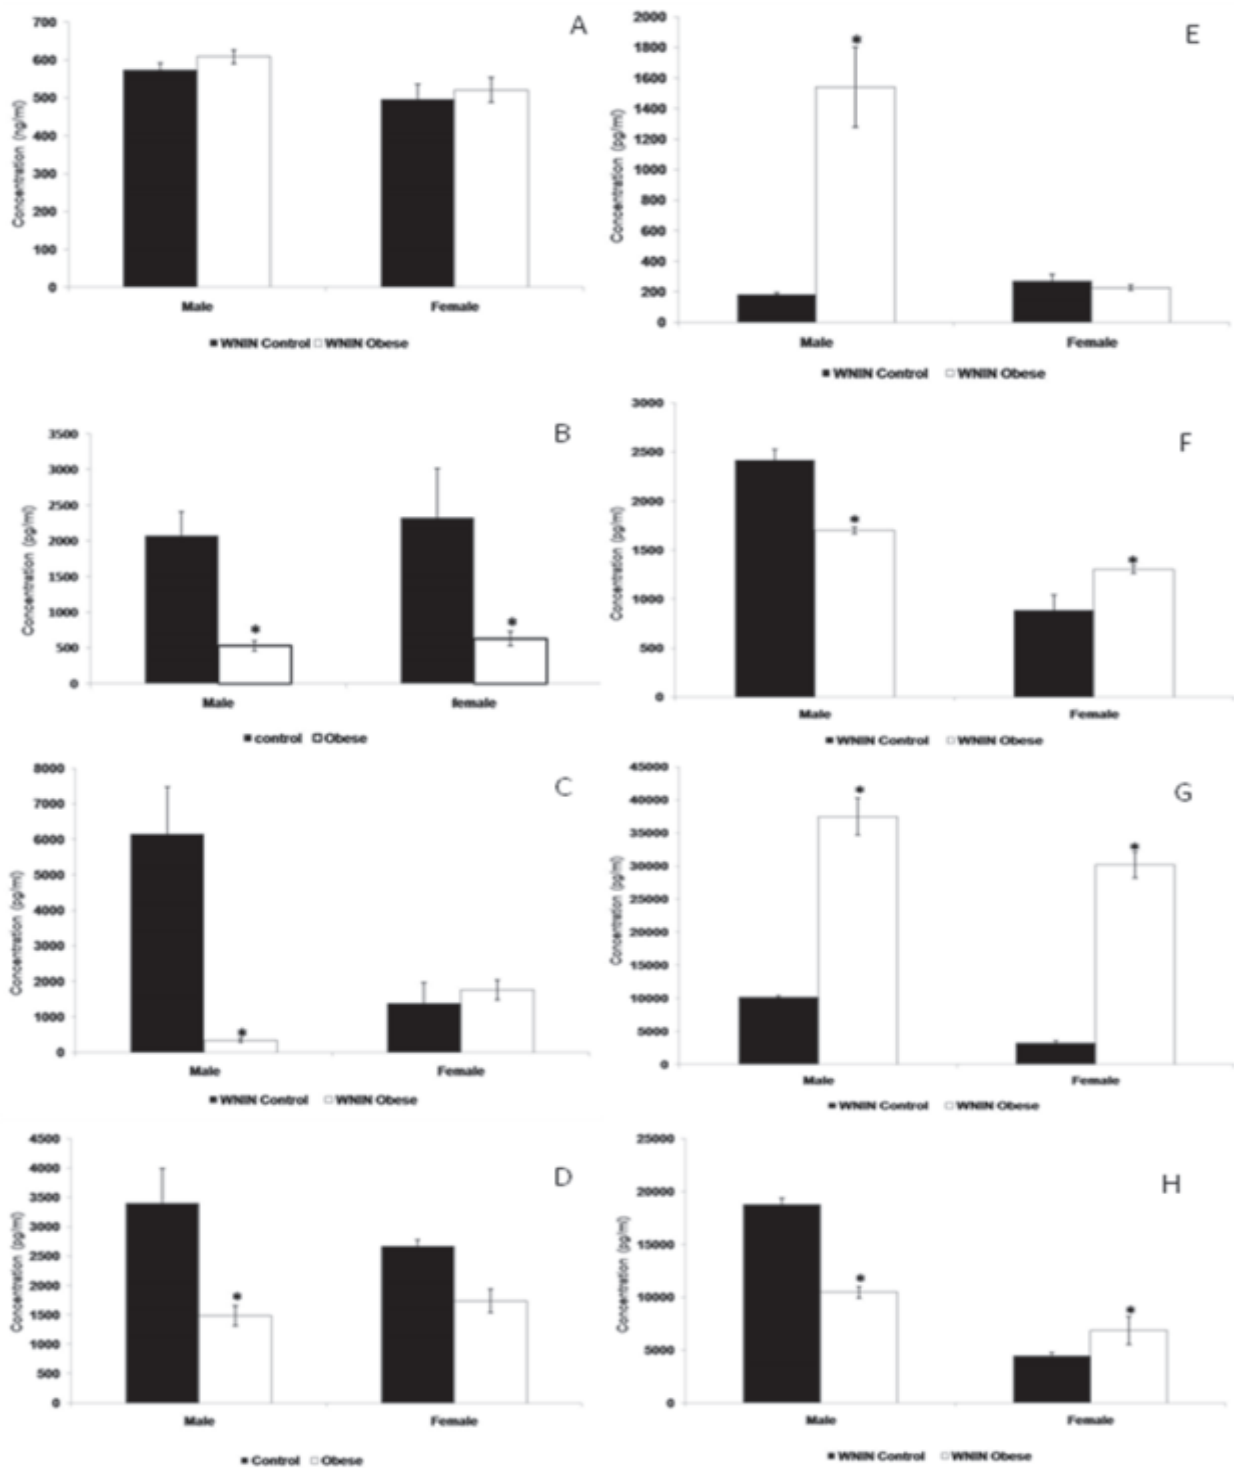 A
Concentration (ng/ml)
700
600
500
400
300
200
100
0
Male Female
■ WNIN Control □ WNIN Obese
E
Concentration (pg/ml)
2000
1800
1600
1400
1200
1000
800
600
400
200
0
*
Male Female
■ WNIN Control □ WNIN Obese
B
Concentration (pg/ml)
3500
3000
2500
2000
1500
1000
500
0
* *
Male female
■ control □ Obese
F
Concentration (pg/ml)
3000
2500
2000
1500
1000
500
0
* *
Male Female
■ WNIN Control □ WNIN Obese
C
Concentration (pg/ml)
8000
7000
6000
5000
4000
3000
2000
1000
0
*
Male Female
■ WNIN Control □ WNIN Obese
G
Concentration (pg/ml)
45000
40000
35000
30000
25000
20000
15000
10000
5000
0
* *
Male Female
■ WNIN Control □ WNIN Obese
D
Concentration (pg/ml)
4500
4000
3500
3000
2500
2000
1500
1000
500
0
*
Male Female
■ Control □ Obese
H
Concentration (pg/ml)
25000
20000
15000
10000
5000
0
* *
Male Female
■ WNIN Control □ WNIN Obese